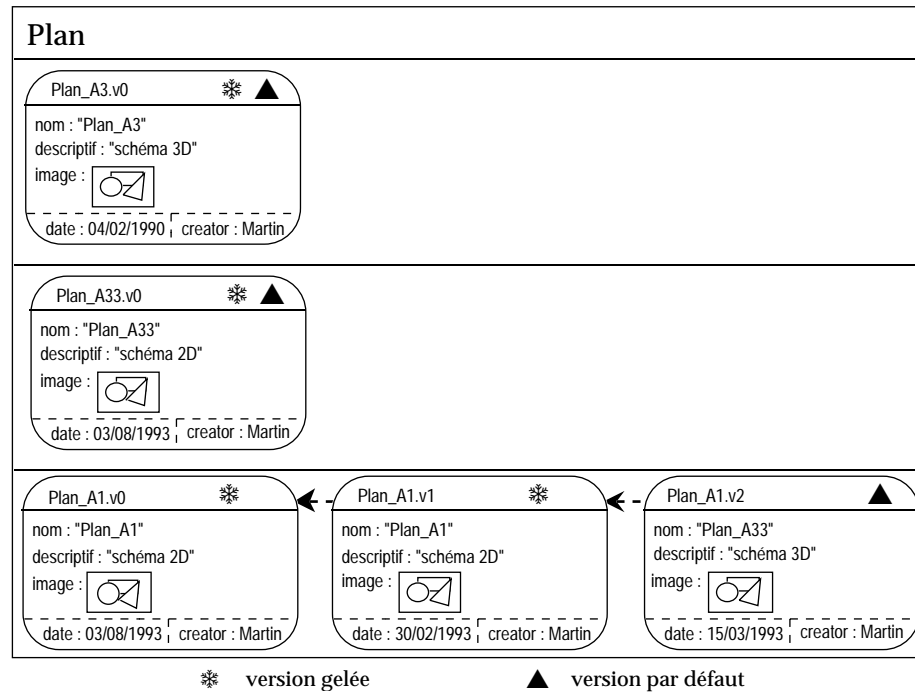 Plan
Plan_A3.v0
nom : "Plan_A3"
descriptif : "schéma 3D"
image :
date : 04/02/1990 creator : Martin
Plan_A33.v0
nom : "Plan_A33"
descriptif : "schéma 2D"
image :
date : 03/08/1993 creator : Martin
Plan_A1.v0
nom : "Plan_A1"
descriptif : "schéma 2D"
image :
date : 03/08/1993 creator : Martin
Plan_A1.v1
nom : "Plan_A1"
descriptif : "schéma 2D"
image :
date : 30/02/1993 creator : Martin
Plan_A1.v2
nom : "Plan_A33"
descriptif : "schéma 3D"
image :
date : 15/03/1993 creator : Martin
version gelée
version par défaut